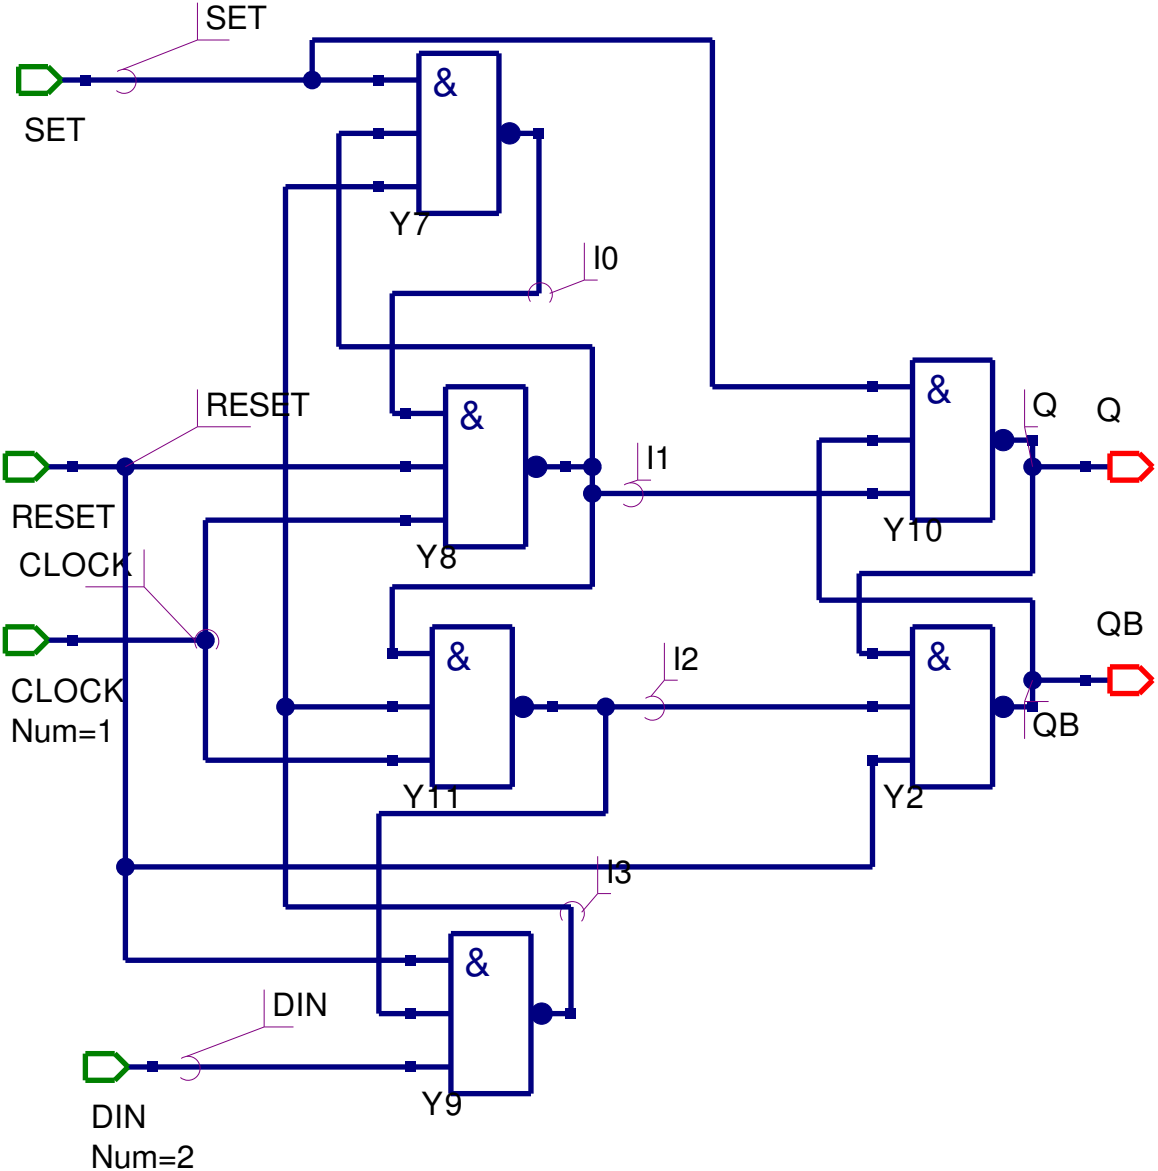 SET
&
SET
Y7
I0
Q
Q
&
RESET
&
I1
RESET
Y10
Y8
CLOCK
QB
&
&
I2
CLOCK
Num=1
QB
Y11
Y2
I3
&
DIN
Y9
DIN
Num=2